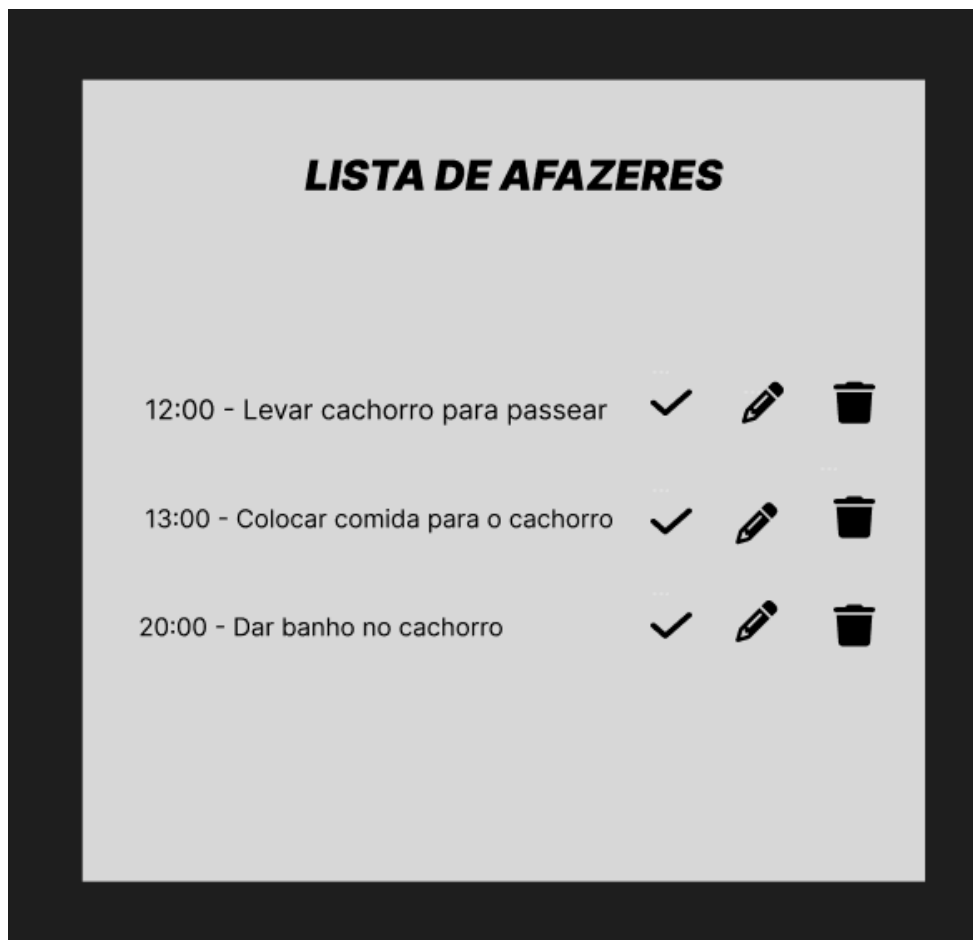 LISTA DE AFAZERES
12:00 - Levar cachorro para passear
13:00 - Colocar comida para o cachorro
20:00 - Dar banho no cachorro